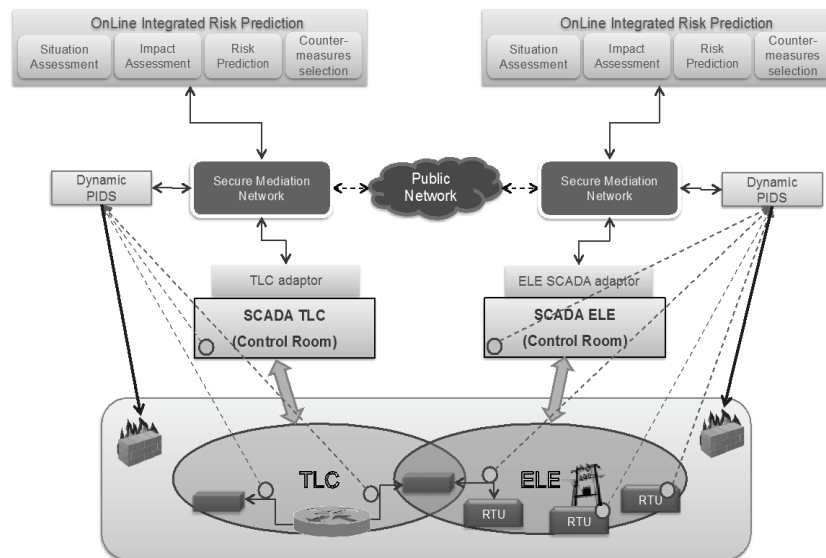 OnLine Integrated Risk Prediction
Situation
Assessment
Impact
Assessment
Risk
Prediction
Counter-
measures
selection
OnLine Integrated Risk Prediction
Situation
Assessment
Impact
Assessment
Risk
Prediction
Counter-
measures
selection
Dynamic
PIDS
Secure Mediation
Network
Public
Network
Secure Mediation
Network
Dynamic
PIDS
TLC adaptor
SCADA TLC
(Control Room)
ELE SCADA adaptor
SCADA ELE
(Control Room)
TLC
ELE
RTU
RTU
RTU